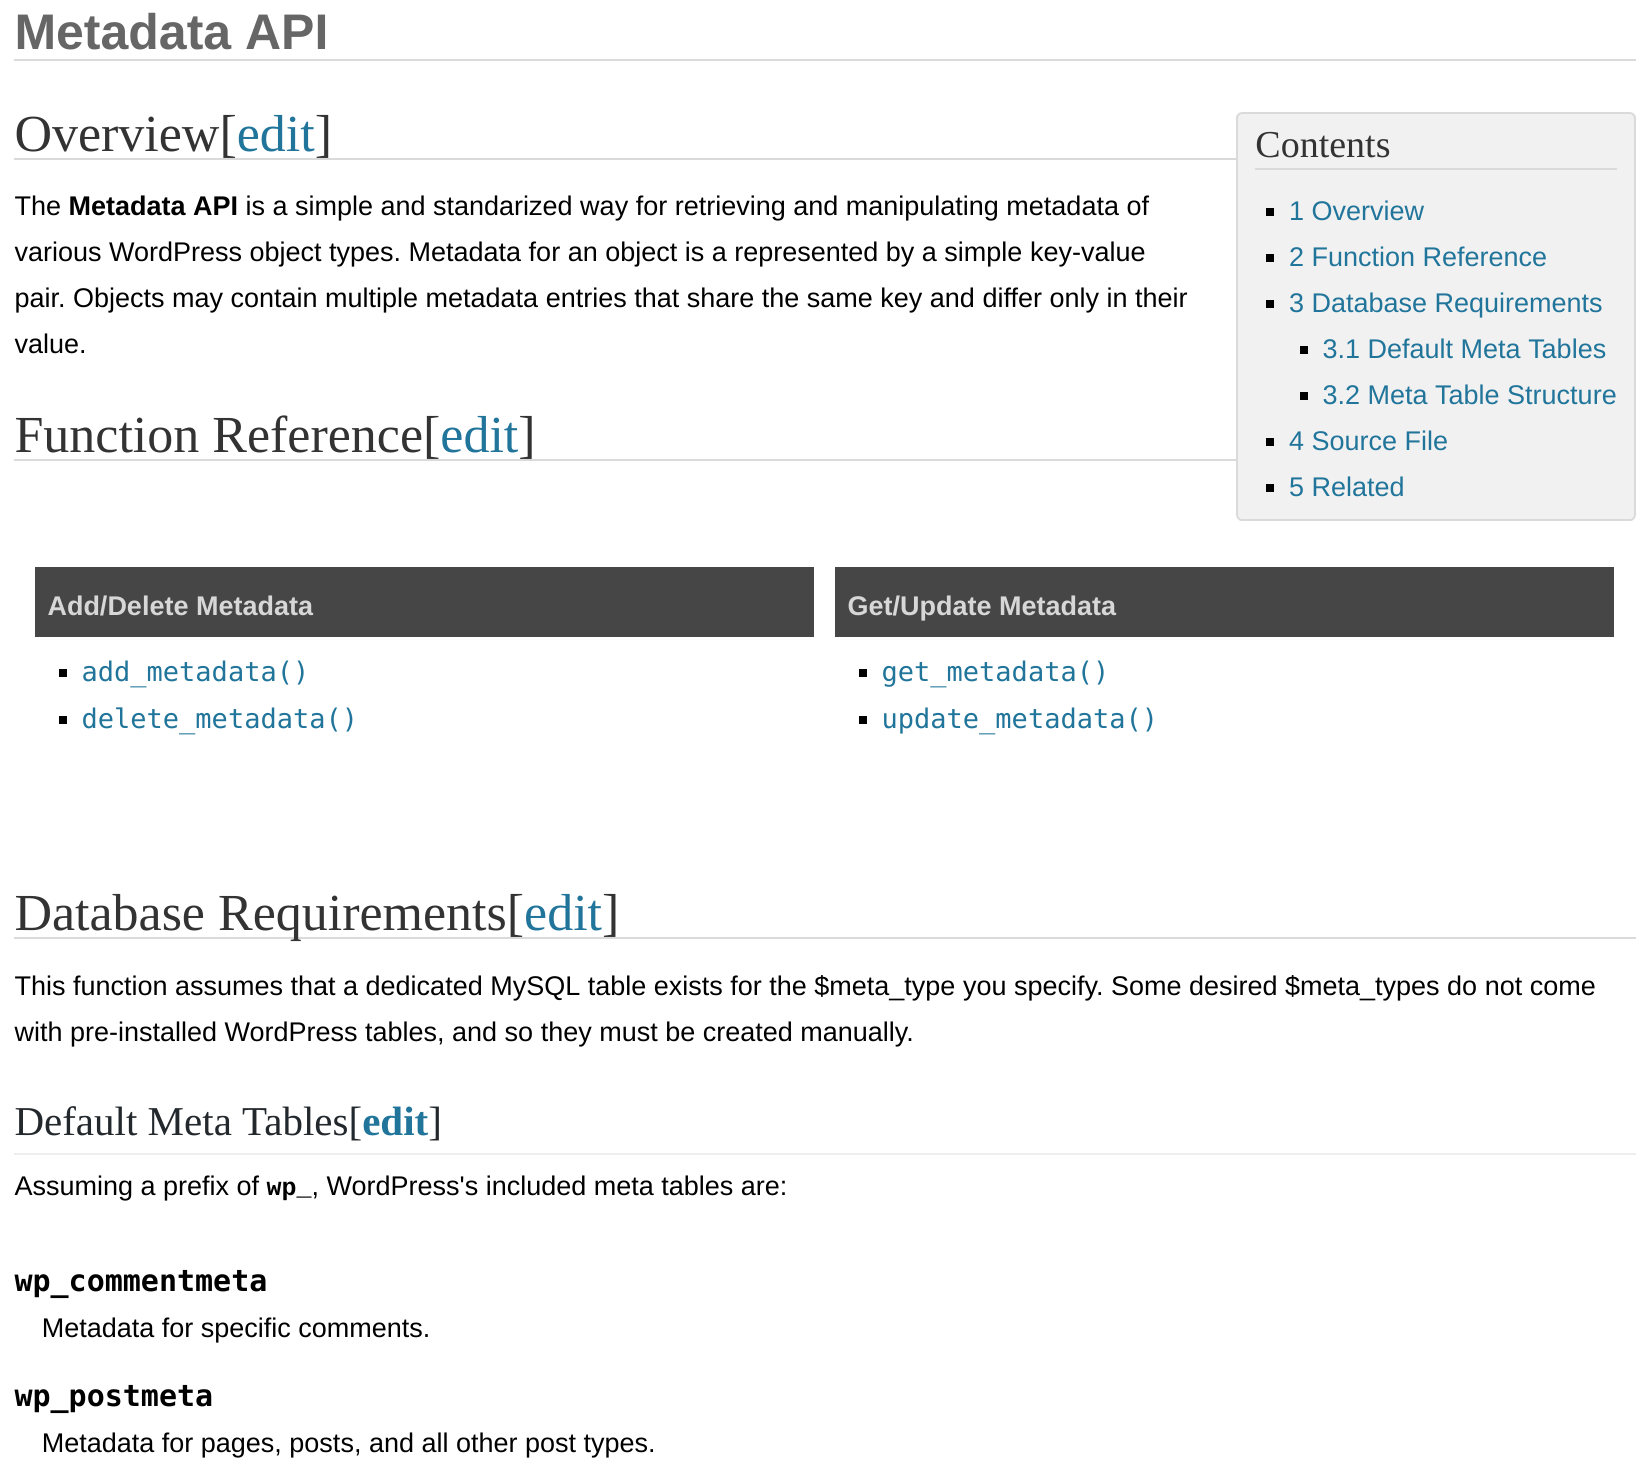 Metadata API
Overview[edit]
The Metadata API is a simple and standarized way for retrieving and manipulating metadata of
various WordPress object types. Metadata for an object is a represented by a simple key-value
pair. Objects may contain multiple metadata entries that share the same key and differ only in their
value.
Contents
1 Overview
2 Function Reference
3 Database Requirements
3.1 Default Meta Tables
3.2 Meta Table Structure
4 Source File
5 Related
Function Reference[edit]
Add/Delete Metadata
add_metadata()
delete_metadata()
Get/Update Metadata
get_metadata()
update_metadata()
Database Requirements[edit]
This function assumes that a dedicated MySQL table exists for the $meta_type you specify. Some desired $meta_types do not come
with pre-installed WordPress tables, and so they must be created manually.
Default Meta Tables[edit]
Assuming a prefix of wp_, WordPress's included meta tables are:
wp_commentmeta
Metadata for specific comments.
wp_postmeta
Metadata for pages, posts, and all other post types.